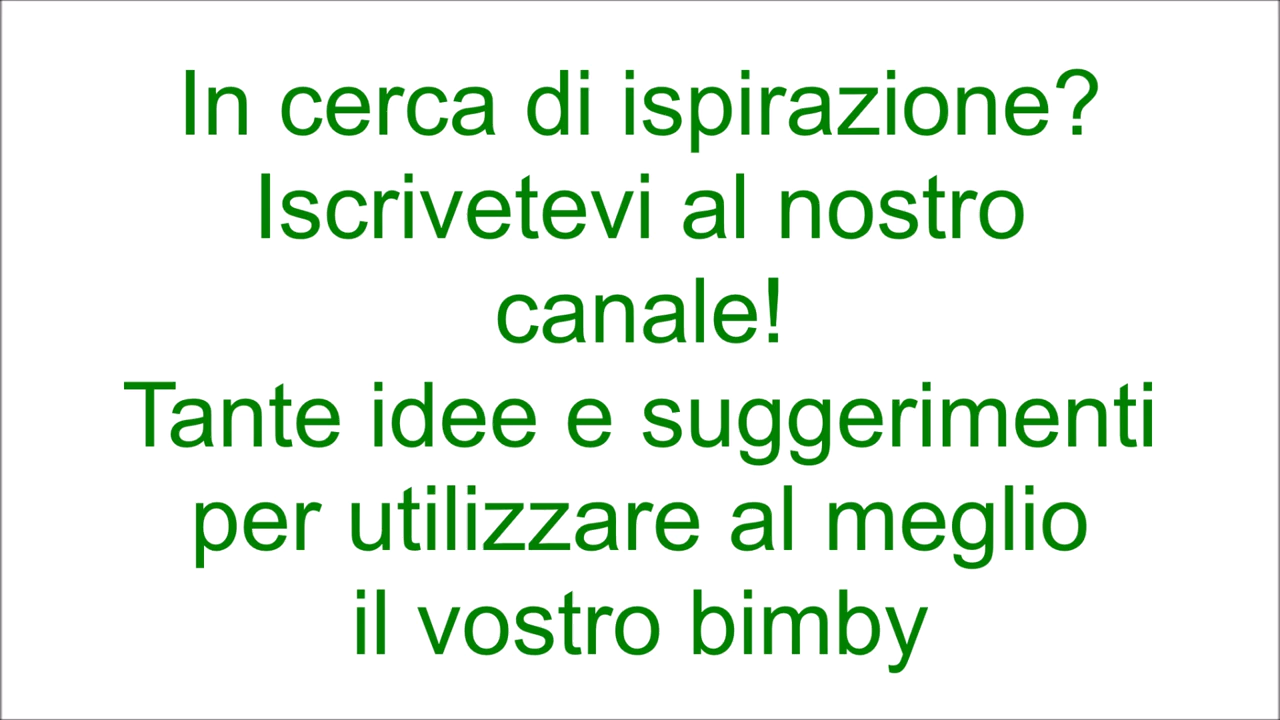 In cerca di ispirazione?
Iscrivetevi al nostro
canale!
Tante idee e suggerimenti
per utilizzare al meglio
il vostro bimby